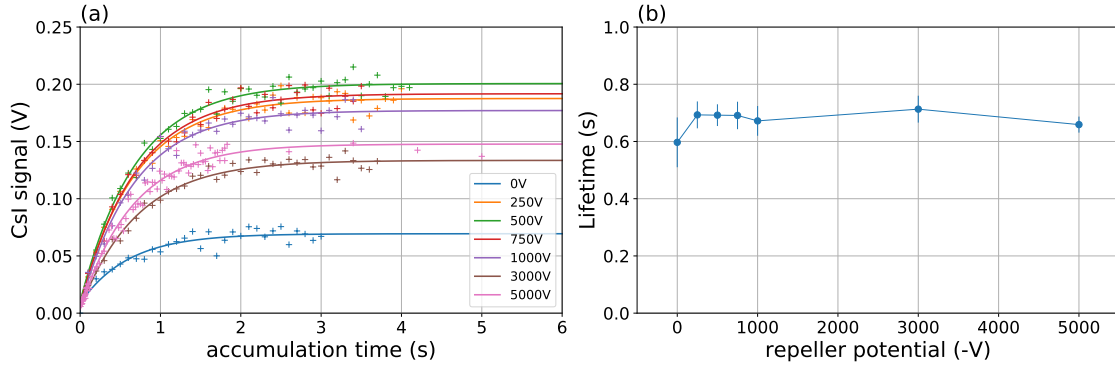 (a)
CsI signal (V)
0.25
0.20
0.15
0.10
0.05
0.00
0 1 2 3 4 5 6
accumulation time (s)
0V
250V
500V
750V
1000V
3000V
5000V
(b)
Lifetime (s)
1.0
0.8
0.6
0.4
0.2
0.0
0 1000 2000 3000 4000 5000
repeller potential (-V)